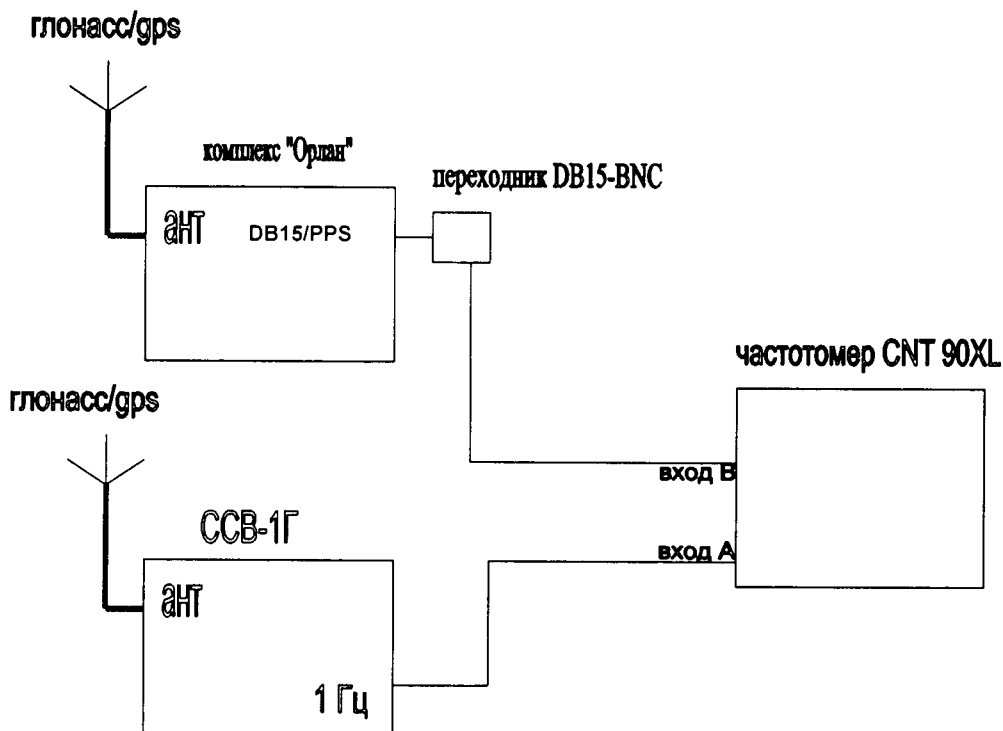 глонасс/gps
комплекс "Орлан"
переходник DB15-BNC
ант
DB15/PPS
частотомер CNT 90XL
глонасс/gps
вход B
ССВ-1Г
вход A
ант
1 Гц